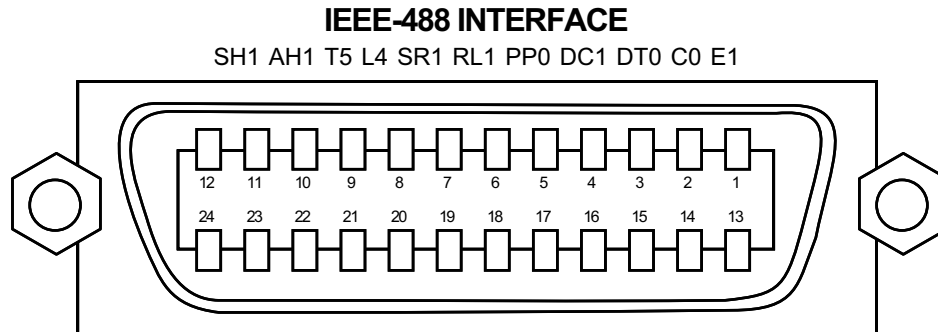 IEEE-488 INTERFACE
SH1 AH1 T5 L4 SR1 RL1 PP0 DC1 DT0 C0 E1
12 11 10 9 8 7 6 5 4 3 2 1
24 23 22 21 20 19 18 17 16 15 14 13